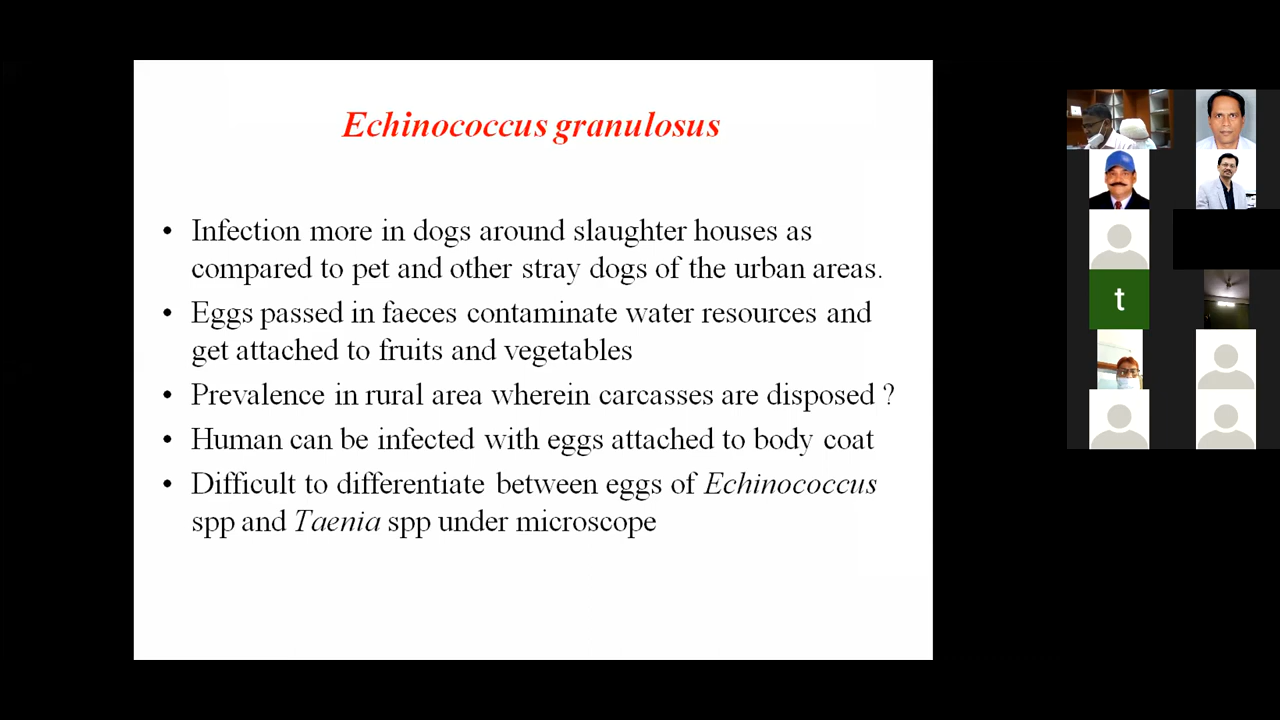 Echinococcus granulosus
• Infection more in dogs around slaughter houses as
compared to pet and other stray dogs of the urban areas.
• Eggs passed in faeces contaminate water resources and
get attached to fruits and vegetables
• Prevalence in rural area wherein carcasses are disposed ?
• Human can be infected with eggs attached to body coat
• Difficult to differentiate between eggs of Echinococcus
spp and Taenia spp under microscope
t